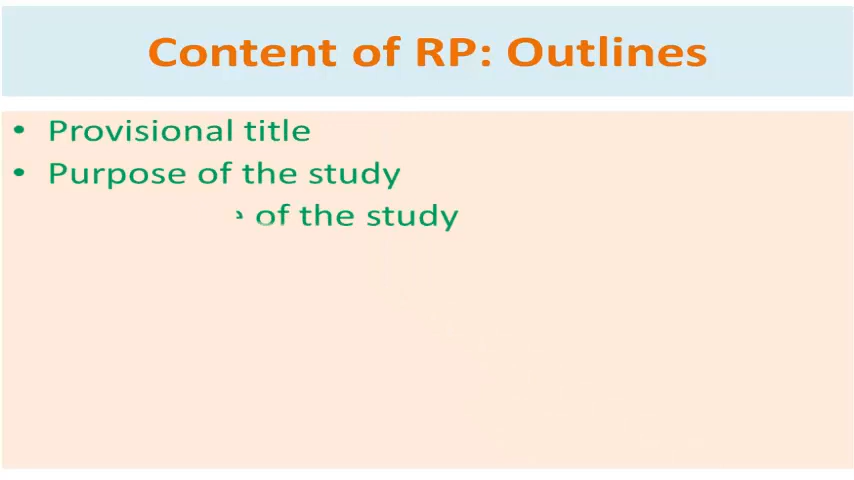 Content of RP: Outlines
• Provisional title
• Purpose of the study
of the study